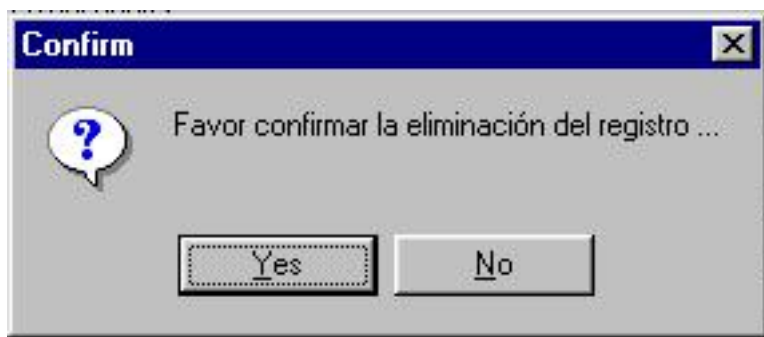 Confirm
Favor confirmar la eliminación del registro ...
Yes
No